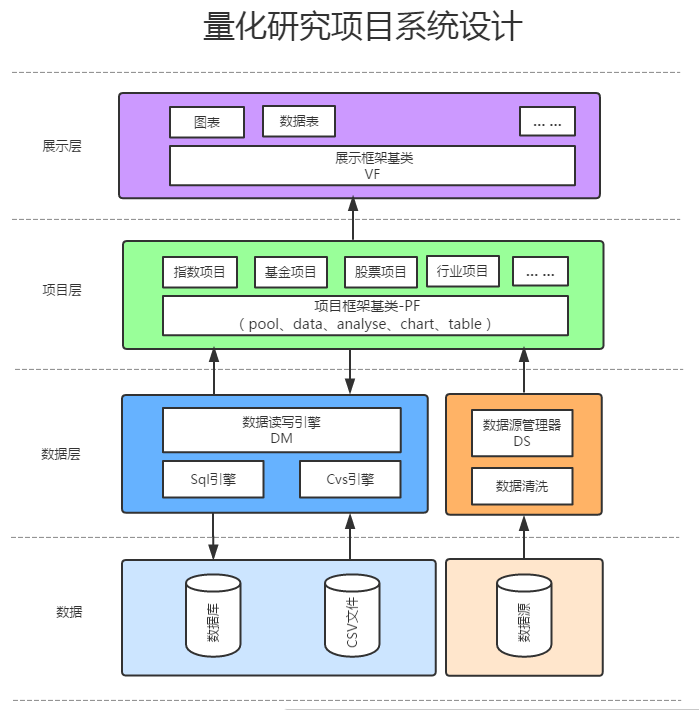 量化研究项目系统设计
展示层
图表
数据表
... ...
展示框架基类
VF
项目层
指数项目
基金项目
股票项目
行业项目
... ...
项目框架基类-PF
（ pool、data、analyse、chart、table ）
数据层
数据读写引擎
DM
Sql引擎
Cvs引擎
数据源管理器
DS
数据清洗
数据
数据库
CSV文件
数据源